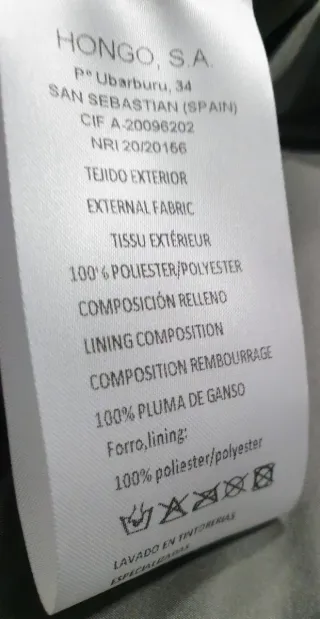 HONGO, S.A.
Pº Ubarburu, 34
SAN SEBASTIAN (SPAIN)
CIF A-20096202
NRI 20/20166
TEJIDO EXTERIOR
EXTERNAL FABRIC
TISSU EXTÉRIEUR
100% POLIESTER/POLYESTER
COMPOSICIÓN RELLENO
LINING COMPOSITION
COMPOSITION REMBOURRAGE
100% PLUMA DE GANSO
Forro,lining:
100% poliester/polyester
LAVADO EN TINTORERIAS
ESPECIALIZADAS